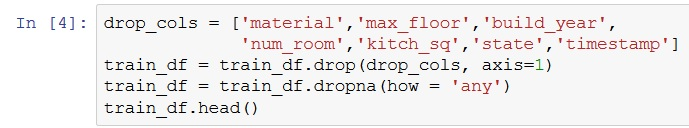 In [4]: drop_cols = ['material','max_floor','build_year',
'num_room','kitch_sq','state','timestamp']
train_df = train_df.drop(drop_cols, axis=1)
train_df = train_df.dropna(how = 'any')
train_df.head()